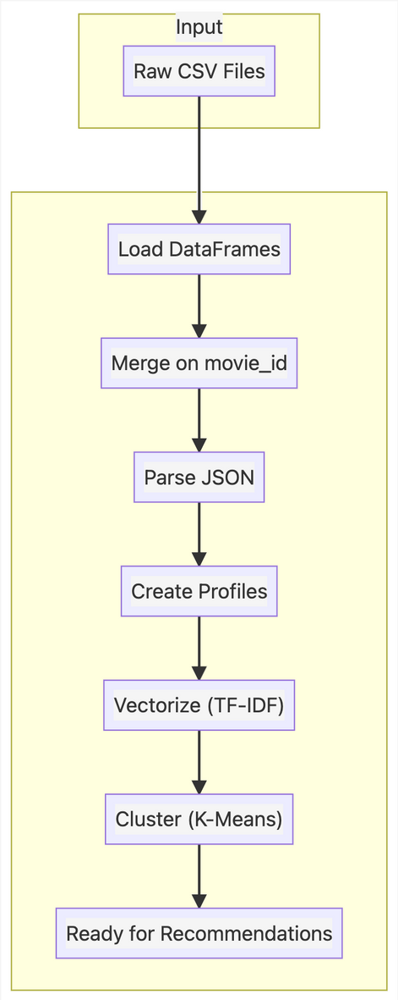 Input
Raw CSV Files
Load DataFrames
Merge on movie_id
Parse JSON
Create Profiles
Vectorize (TF-IDF)
Cluster (K-Means)
Ready for Recommendations